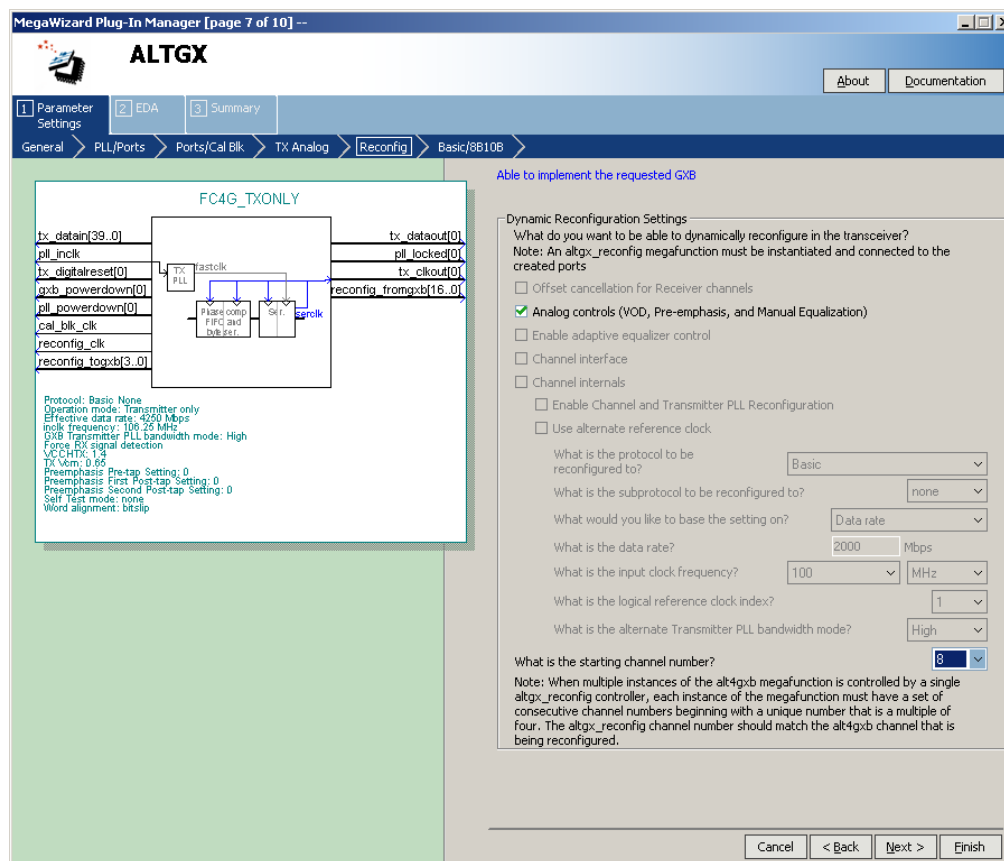 MegaWizard Plug-In Manager [page 7 of 10] --
ALTGX
About
Documentation
1 Parameter Settings
2 EDA
3 Summary
General
PLL/Ports
Ports/Cal Blk
TX Analog
Reconfig
Basic/8B10B
FC4G_TXONLY
tx_datain[39..0]
pll_inclk
tx_digitalreset[0]
gxb_powerdown[0]
pll_powerdown[0]
cal_blk_clk
reconfig_clk
reconfig_togxb[3..0]
TX
PLL
fastclk
Phase comp
FIFO and
byte ser.
Ser.
serclk
tx_dataout[0]
pll_locked[0]
tx_clkout[0]
reconfig_fromgxb[16..0]
Protocol: Basic None
Operation mode: Transmitter only
Effective data rate: 4250 Mbps
inclk frequency: 106.25 MHz
GXB Transmitter PLL bandwidth mode: High
Force RX signal detection
VCCHTX: 1.4
TX Vcm: 0.65
Preemphasis Pre-tap Setting: 0
Preemphasis First Post-tap Setting: 0
Preemphasis Second Post-tap Setting: 0
Self Test mode: none
Word alignment: bitslip
Able to implement the requested GXB
Dynamic Reconfiguration Settings
What do you want to be able to dynamically reconfigure in the transceiver?
Note: An altgx_reconfig megafunction must be instantiated and connected to the
created ports
Offset cancellation for Receiver channels
Analog controls (VOD, Pre-emphasis, and Manual Equalization)
Enable adaptive equalizer control
Channel interface
Channel internals
Enable Channel and Transmitter PLL Reconfiguration
Use alternate reference clock
What is the protocol to be
reconfigured to?
Basic
What is the subprotocol to be reconfigured to?
none
What would you like to base the setting on?
Data rate
What is the data rate?
2000
Mbps
What is the input clock frequency?
100
MHz
What is the logical reference clock index?
1
What is the alternate Transmitter PLL bandwidth mode?
High
What is the starting channel number?
8
Note: When multiple instances of the alt4gxb megafunction is controlled by a single
altgx_reconfig controller, each instance of the megafunction must have a set of
consecutive channel numbers beginning with a unique number that is a multiple of
four. The altgx_reconfig channel number should match the alt4gxb channel that is
being reconfigured.
Cancel
< Back
Next >
Finish